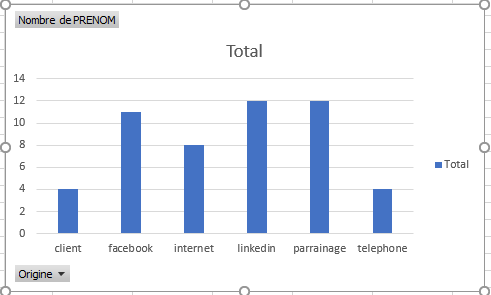 Nombre de PRENOM
Total
14
12
10
8
6
4
2
0
client facebook internet linkedin parrainage telephone
Total
Origine